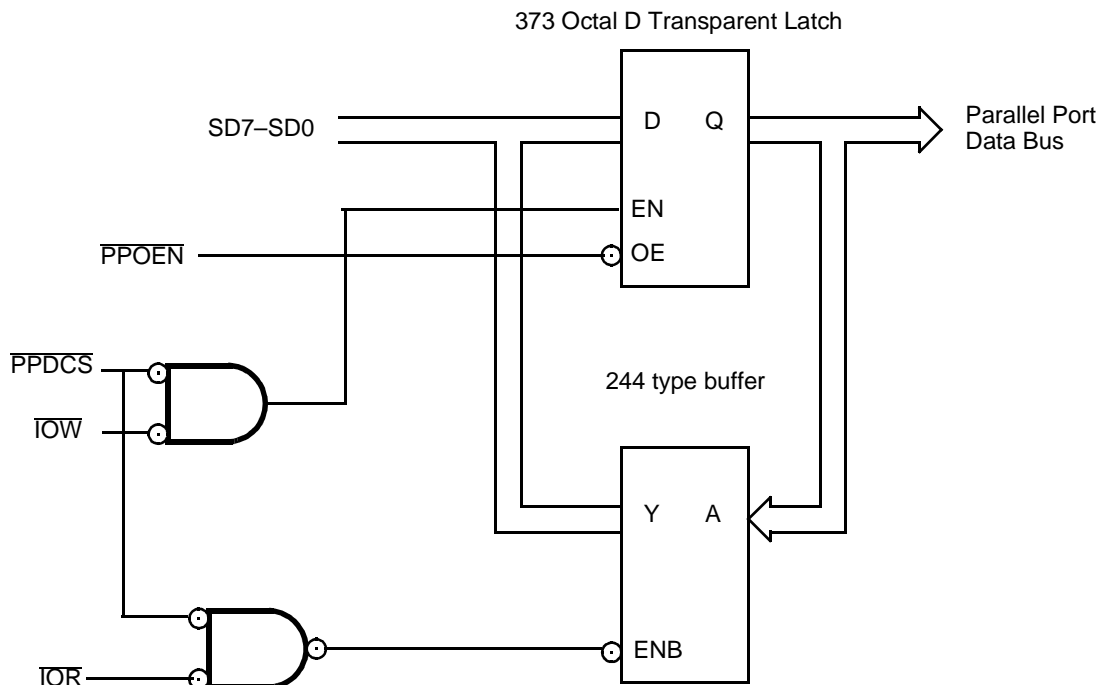 373 Octal D Transparent Latch
SD7–SD0
D Q
Parallel Port
Data Bus
EN
PPOEN
OE
PPDCS
244 type buffer
IOW
Y A
ENB
IOR